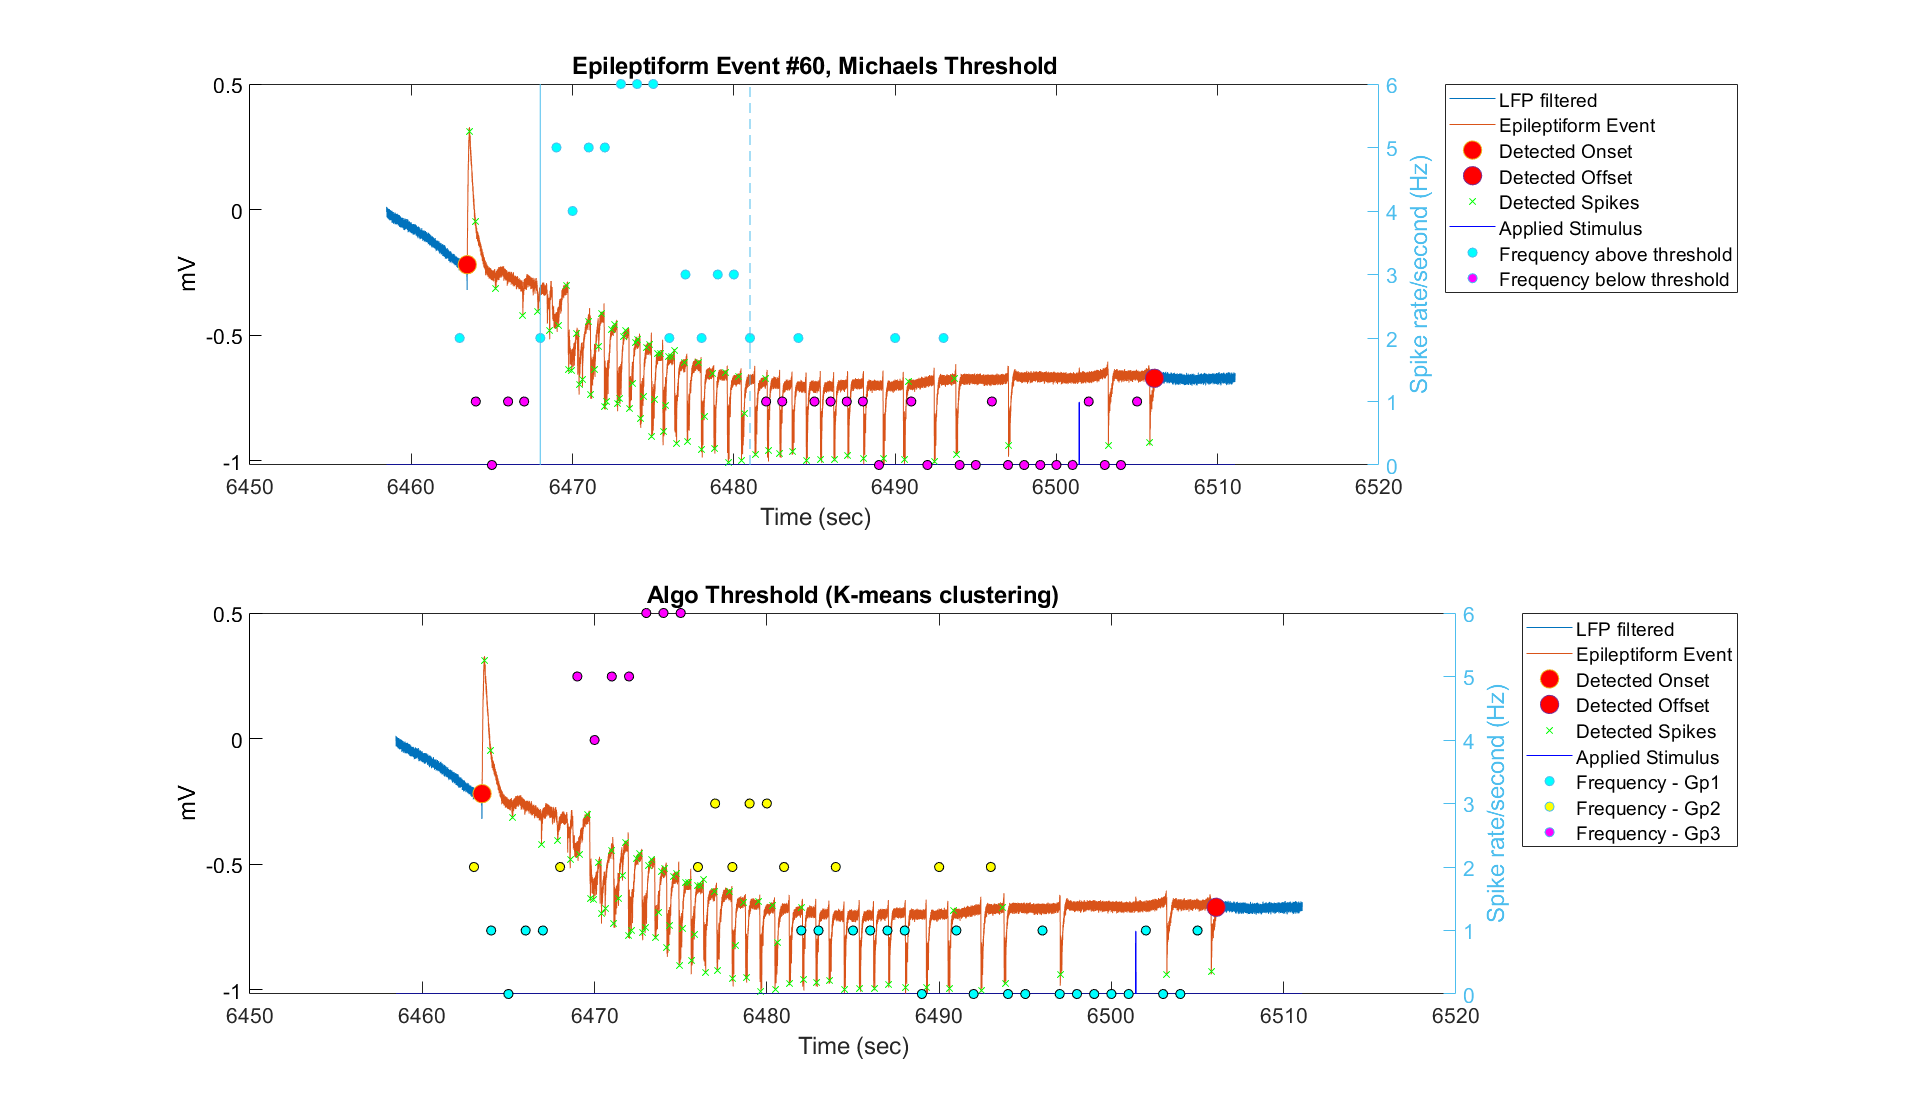 Epileptiform Event #60, Michaels Threshold
0.5
0
-0.5
-1
mV
6450
6460
6470
6480
6490
6500
6510
6520
Time (sec)
6
5
4
3
2
1
0
Spike rate/second (Hz)
LFP filtered
Epileptiform Event
Detected Onset
Detected Offset
Detected Spikes
Applied Stimulus
Frequency above threshold
Frequency below threshold
Algo Threshold (K-means clustering)
0.5
0
-0.5
-1
mV
6450
6460
6470
6480
6490
6500
6510
6520
Time (sec)
6
5
4
3
2
1
0
Spike rate/second (Hz)
LFP filtered
Epileptiform Event
Detected Onset
Detected Offset
Detected Spikes
Applied Stimulus
Frequency - Gp1
Frequency - Gp2
Frequency - Gp3